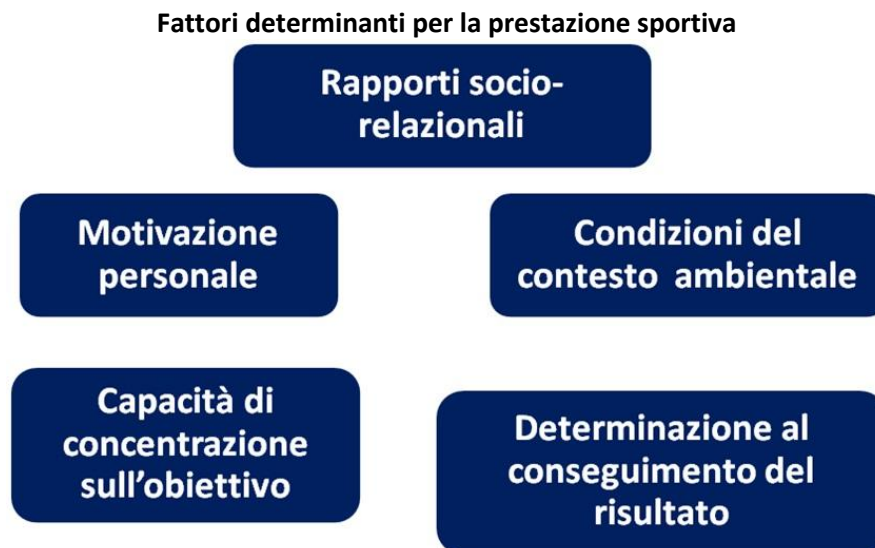 Fattori determinanti per la prestazione sportiva
Rapporti socio-
relazionali
Motivazione
personale
Condizioni del
contesto ambientale
Capacità di
concentrazione
sull'obiettivo
Determinazione al
conseguimento del
risultato